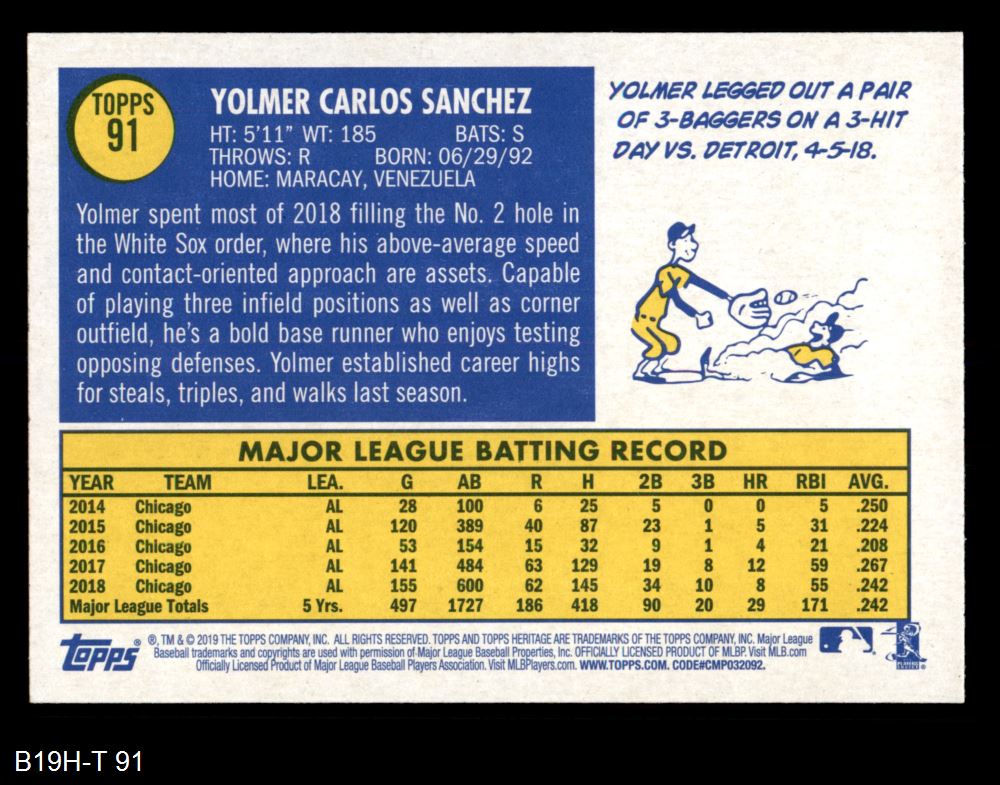 TOPPS
91
YOLMER CARLOS SANCHEZ
HT: 5'11" WT: 185 BATS: S
THROWS: R BORN: 06/29/92
HOME: MARACAY, VENEZUELA
Yolmer spent most of 2018 filling the No. 2 hole in
the White Sox order, where his above-average speed
and contact-oriented approach are assets. Capable
of playing three infield positions as well as corner
outfield, he's a bold base runner who enjoys testing
opposing defenses. Yolmer established career highs
for steals, triples, and walks last season.
YOLMER LEGGED OUT A PAIR
OF 3-BAGGERS ON A 3-HIT
DAY VS. DETROIT, 4-5-18.
MAJOR LEAGUE BATTING RECORD
YEAR TEAM LEA. G AB R H 2B 3B HR RBI AVG.
2014 Chicago AL 28 100 6 25 5 0 0 5 .250
2015 Chicago AL 120 389 40 87 23 1 5 31 .224
2016 Chicago AL 53 154 15 32 9 1 4 21 .208
2017 Chicago AL 141 484 63 129 19 8 12 59 .267
2018 Chicago AL 155 600 62 145 34 10 8 55 .242
Major League Totals 5 Yrs. 497 1727 186 418 90 20 29 171 .242
Topps® ®, TM & © 2019 THE TOPPS COMPANY, INC. ALL RIGHTS RESERVED. TOPPS AND TOPPS HERITAGE ARE TRADEMARKS OF THE TOPPS COMPANY, INC. Major League
Baseball trademarks and copyrights are used with permission of Major League Baseball Properties, Inc. OFFICIALLY LICENSED PRODUCT OF MLBP. Visit MLB.com
Officially Licensed Product of Major League Baseball Players Association. Visit MLBPlayers.com. WWW.TOPPS.COM. CODE#CMP032092.
B19H-T 91